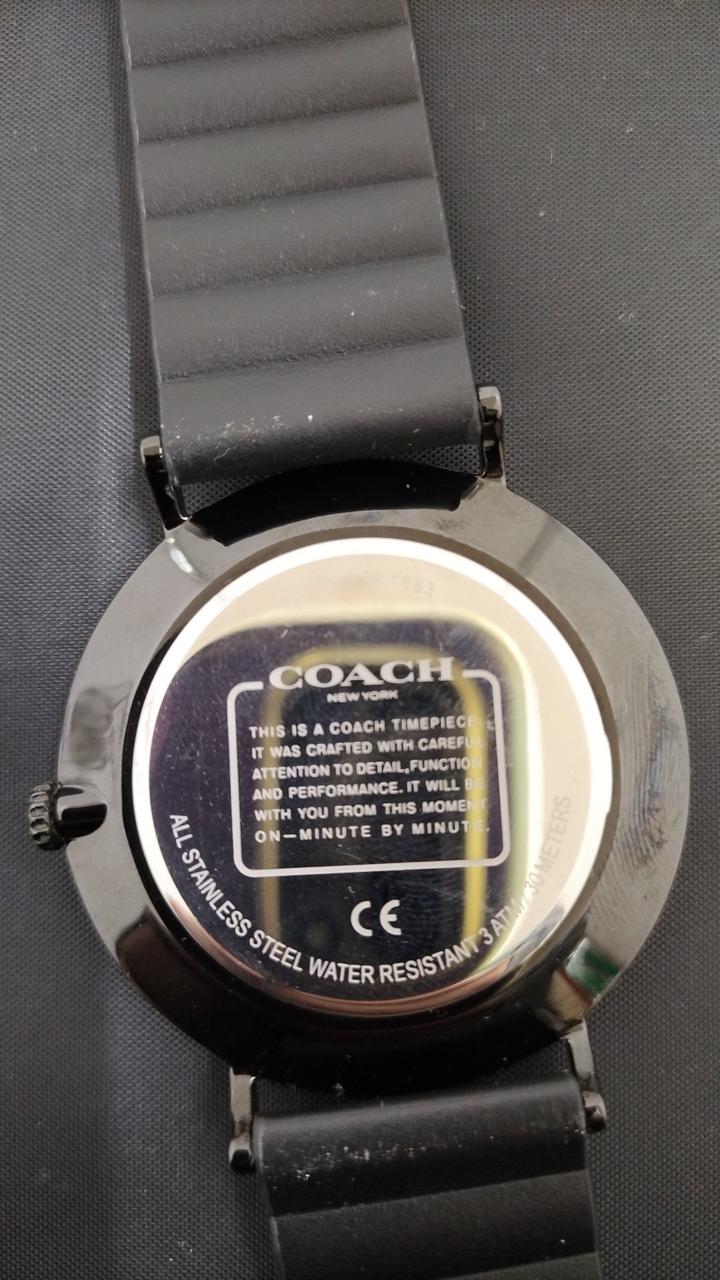 COACH
NEW YORK
THIS IS A COACH TIMEPIECE.
IT WAS CRAFTED WITH CAREFUL
ATTENTION TO DETAIL,FUNCTION
AND PERFORMANCE. IT WILL BE
WITH YOU FROM THIS MOMENT
ON—MINUTE BY MINUTE.
CE
ALL STAINLESS STEEL WATER RESISTANT 3 ATM / 30 METERS